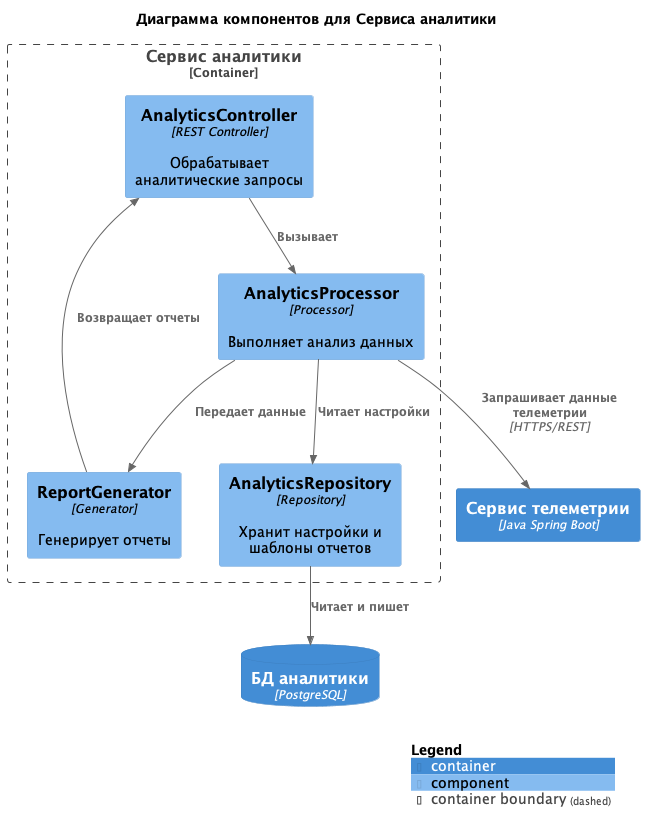 Диаграмма компонентов для Сервиса аналитики
Сервис аналитики
[Container]
AnalyticsController
[REST Controller]
Обрабатывает
аналитические запросы
Вызывает
AnalyticsProcessor
[Processor]
Выполняет анализ данных
Возвращает отчеты
Передает данные
Читает настройки
Запрашивает данные
телеметрии
[HTTPS/REST]
ReportGenerator
[Generator]
Генерирует отчеты
AnalyticsRepository
[Repository]
Хранит настройки и
шаблоны отчетов
Сервис телеметрии
[Java Spring Boot]
Читает и пишет
БД аналитики
[PostgreSQL]
Legend
container
component
container boundary (dashed)